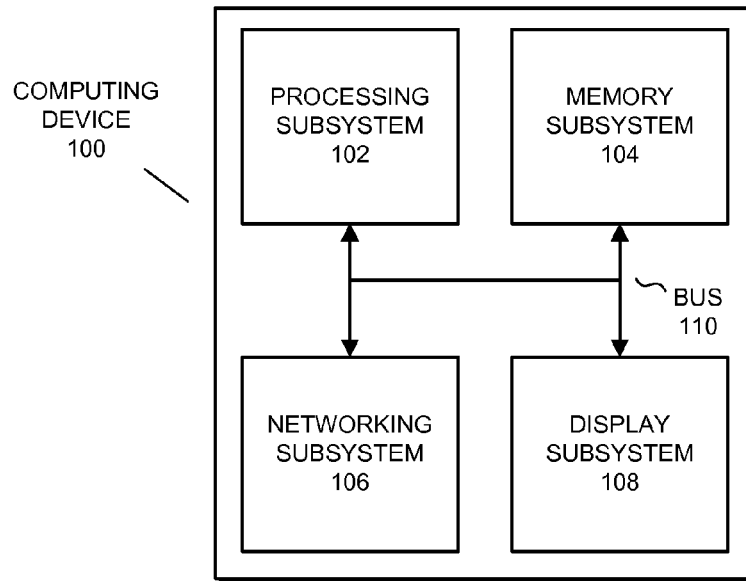 COMPUTING
DEVICE
100
PROCESSING
SUBSYSTEM
102
MEMORY
SUBSYSTEM
104
BUS
110
NETWORKING
SUBSYSTEM
106
DISPLAY
SUBSYSTEM
108